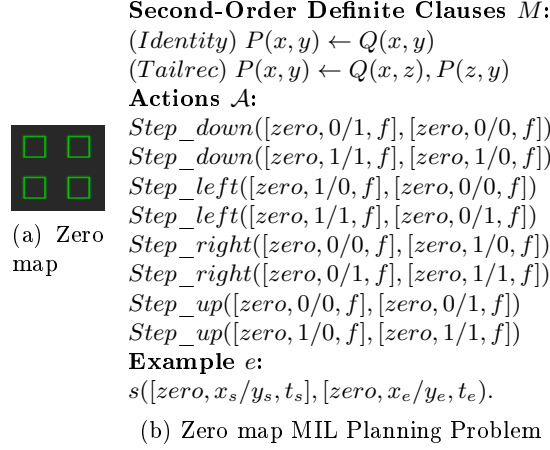 Second-Order Definite Clauses M:
(Identity) P(x, y) ← Q(x, y)
(Tailrec) P(x, y) ← Q(x, z), P(z, y)
Actions 𝒜:
Step_down([zero, 0/1, f], [zero, 0/0, f])
Step_down([zero, 1/1, f], [zero, 1/0, f])
Step_left([zero, 1/0, f], [zero, 0/0, f])
Step_left([zero, 1/1, f], [zero, 0/1, f])
Step_right([zero, 0/0, f], [zero, 1/0, f])
Step_right([zero, 0/1, f], [zero, 1/1, f])
Step_up([zero, 0/0, f], [zero, 0/1, f])
Step_up([zero, 1/0, f], [zero, 1/1, f])
Example e:
s([zero, x_s/y_s, t_s], [zero, x_e/y_e, t_e).
(a) Zero
map
(b) Zero map MIL Planning Problem